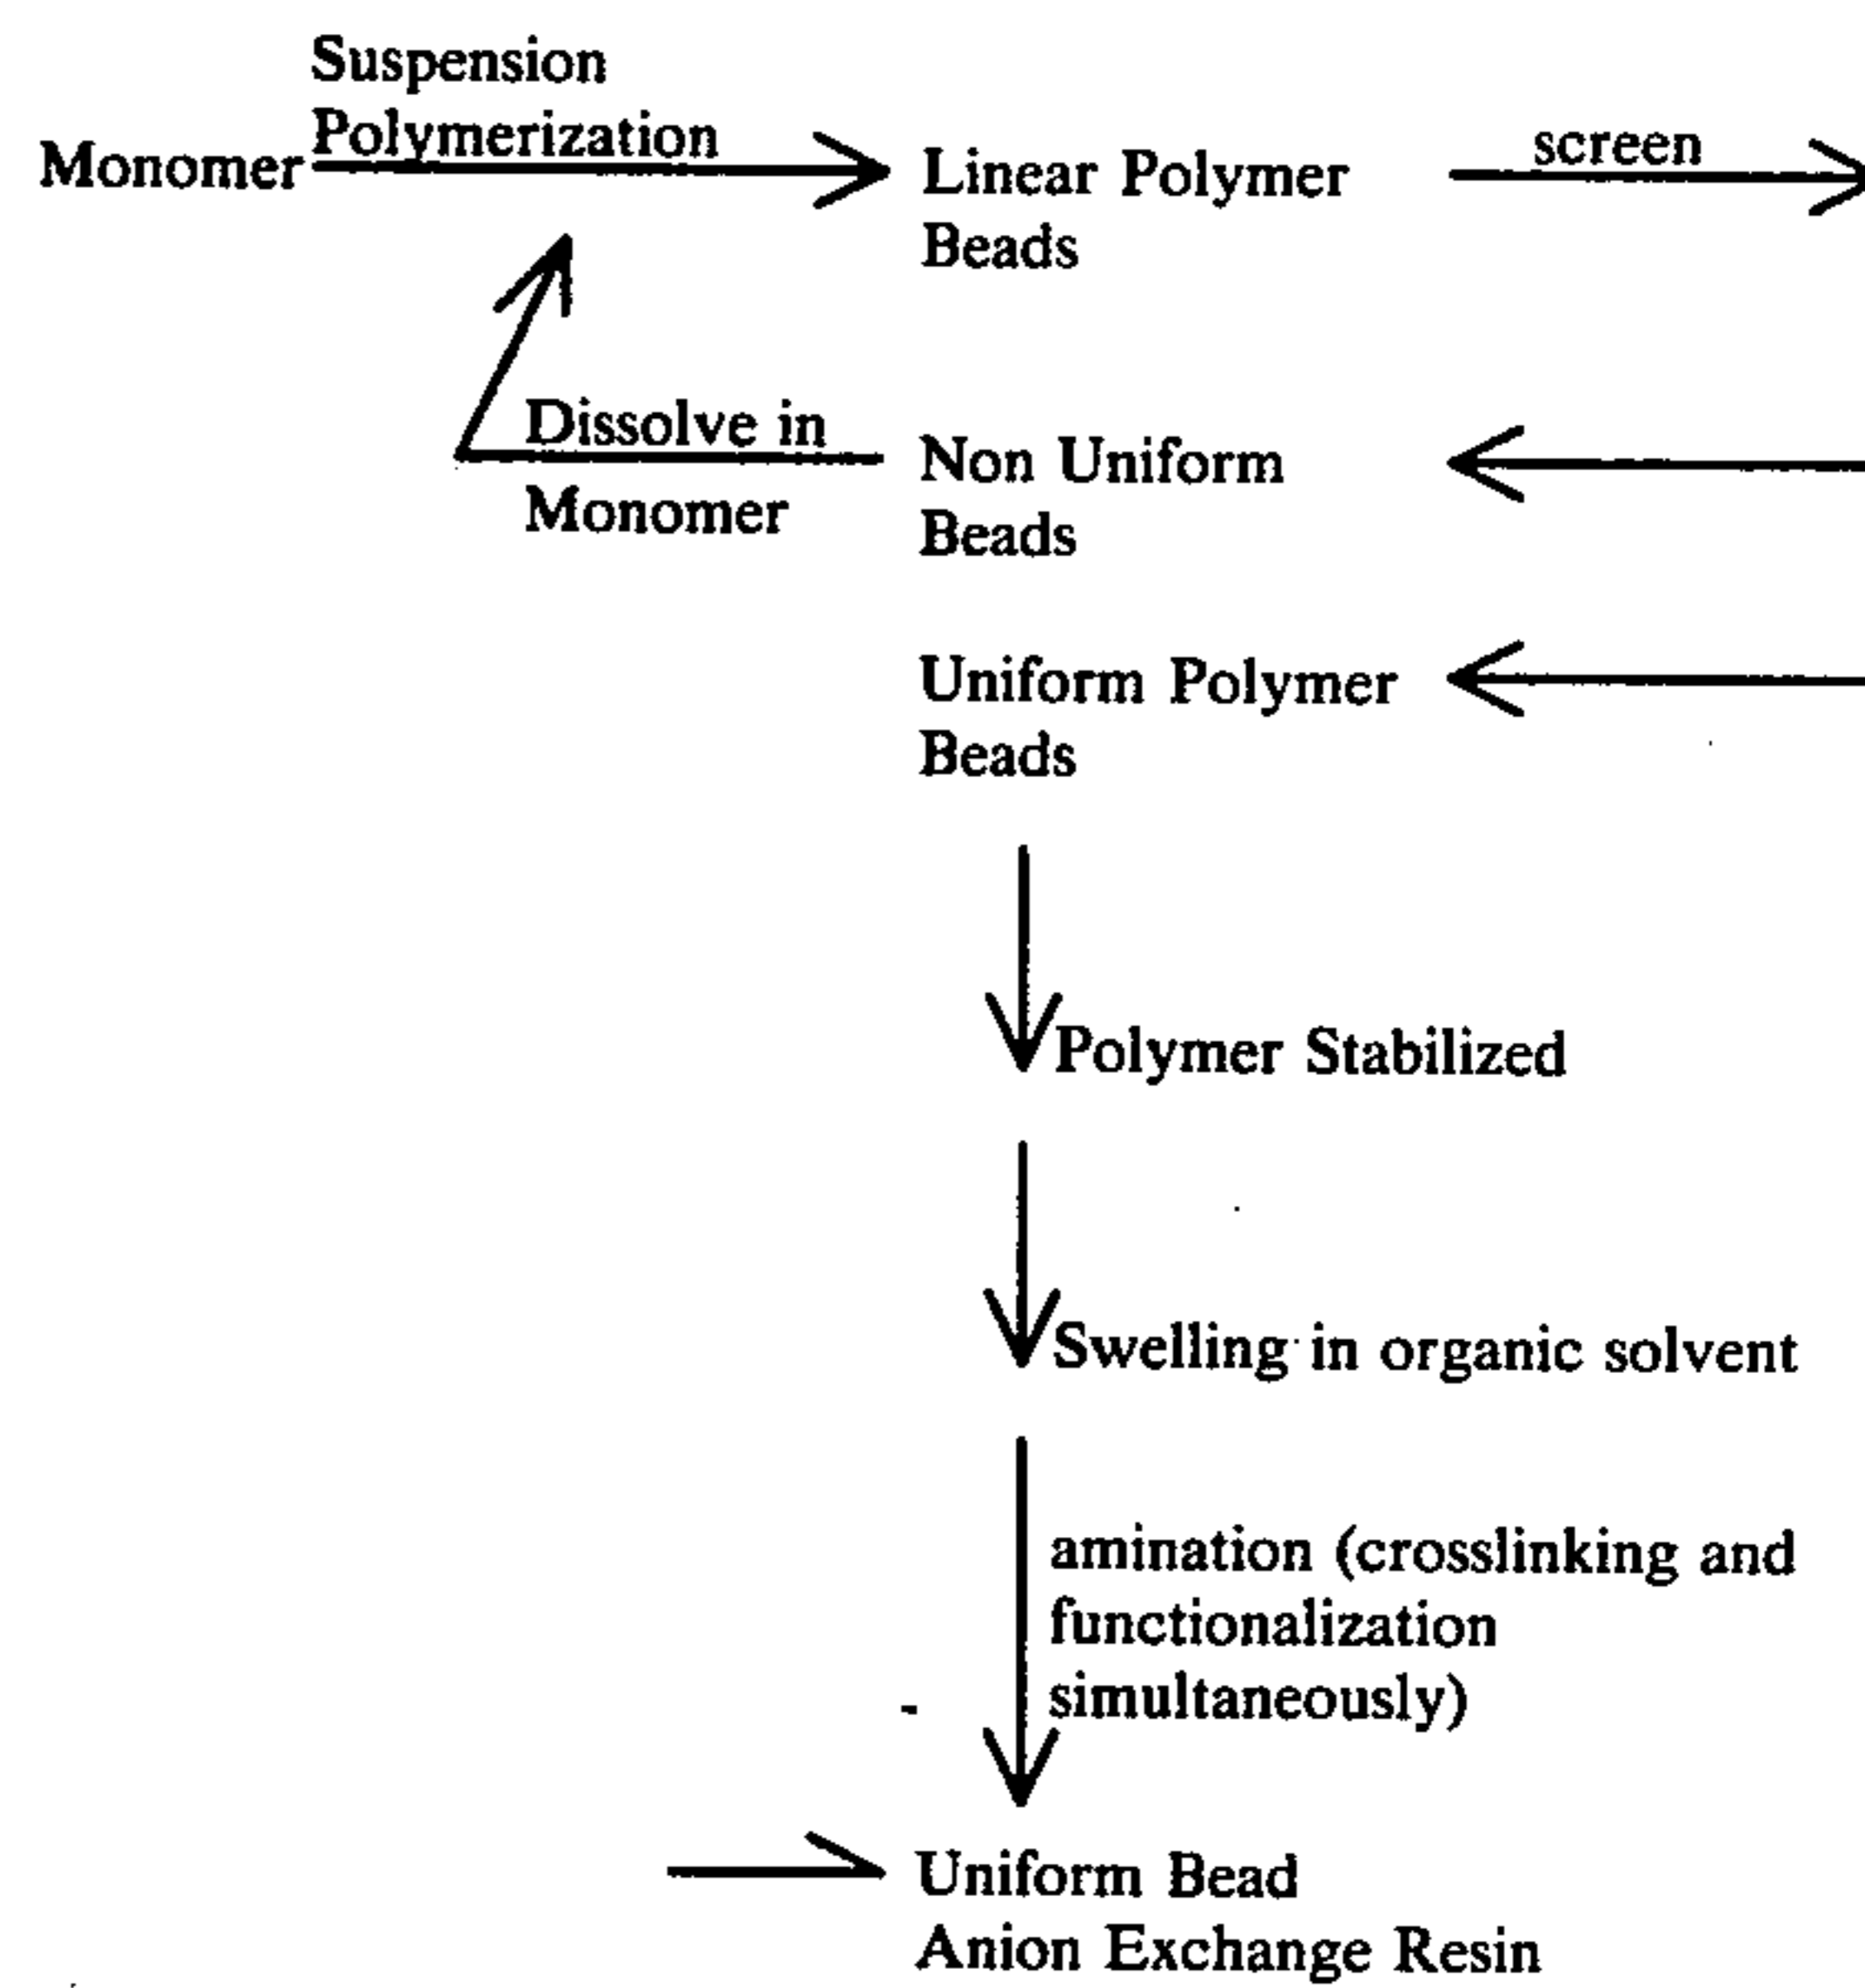 Suspension
Polymerization
Monomer
Linear Polymer
Beads
screen
Dissolve in
Monomer
Non Uniform
Beads
Uniform Polymer
Beads
Polymer Stabilized
Swelling in organic solvent
amination (crosslinking and
functionalization
simultaneously)
Uniform Bead
Anion Exchange Resin